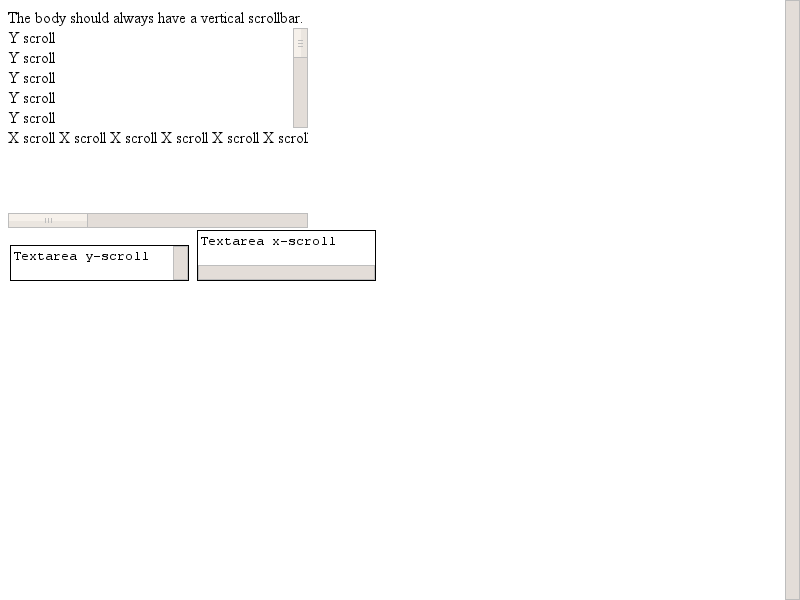 The body should always have a vertical scrollbar.
Y scroll
Y scroll
Y scroll
Y scroll
Y scroll
X scroll X scroll X scroll X scroll X scroll X scrol
Textarea y-scroll
Textarea x-scroll